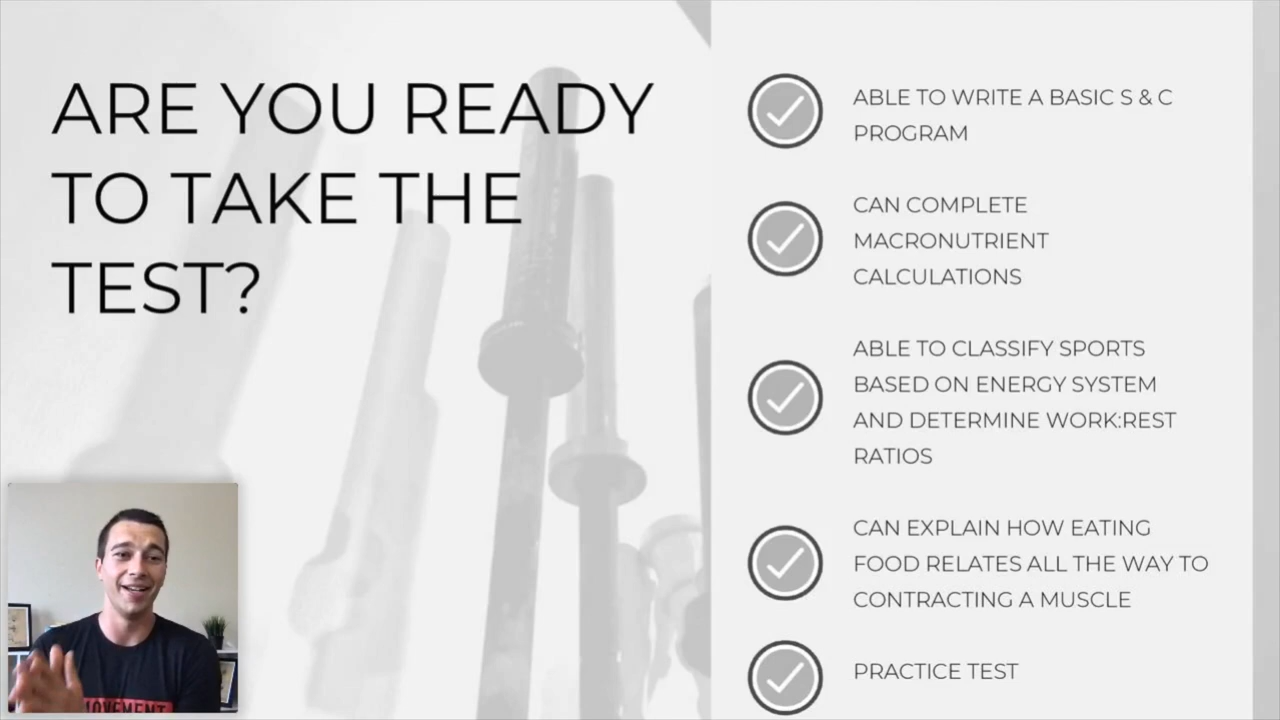 ARE YOU READY
TO TAKE THE
TEST?
ABLE TO WRITE A BASIC S & C
PROGRAM
CAN COMPLETE
MACRONUTRIENT
CALCULATIONS
ABLE TO CLASSIFY SPORTS
BASED ON ENERGY SYSTEM
AND DETERMINE WORK:REST
RATIOS
CAN EXPLAIN HOW EATING
FOOD RELATES ALL THE WAY TO
CONTRACTING A MUSCLE
PRACTICE TEST
MOVEMENT